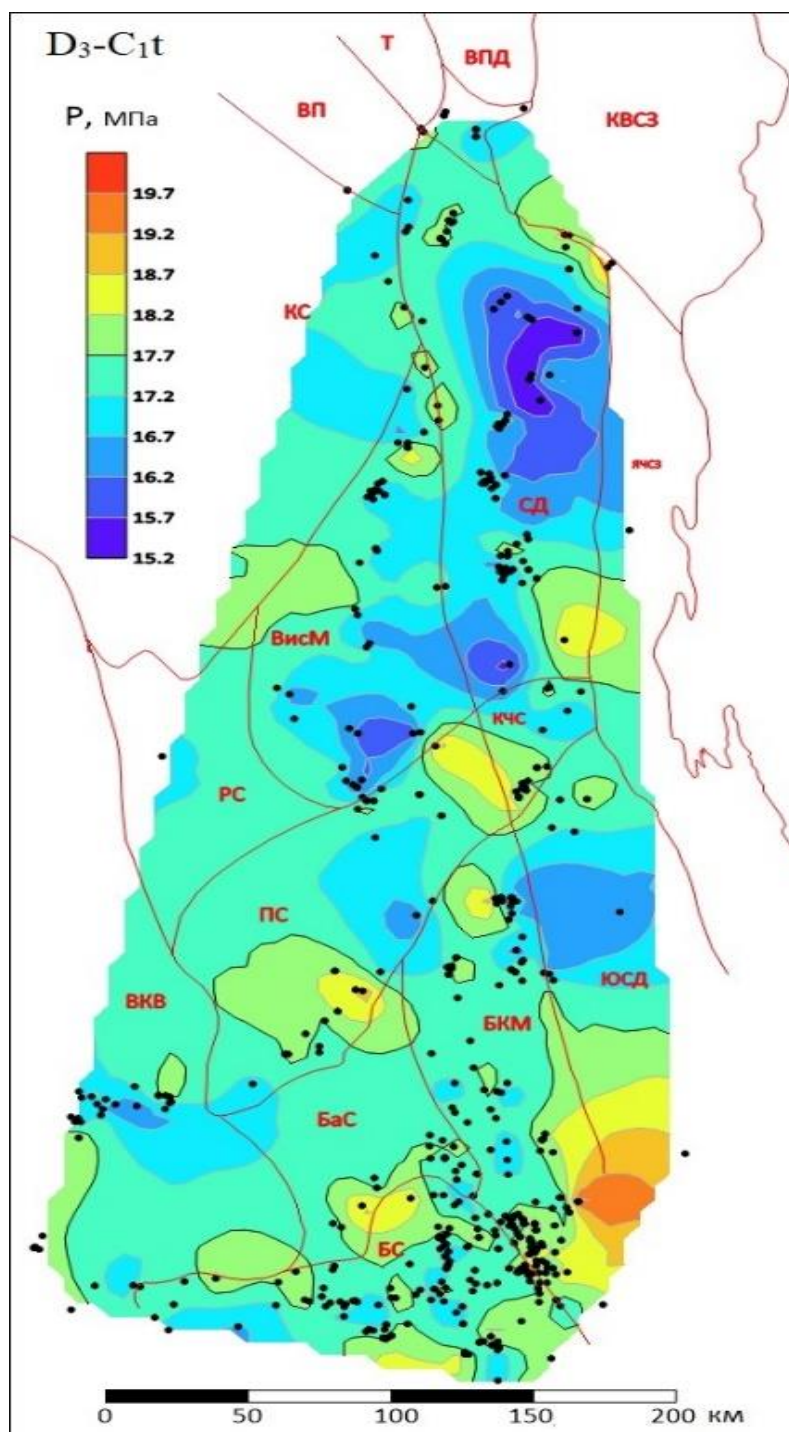 D₃-C₁t
Т
ВПД
Р, МПа
ВП
КВСЗ
19.7
19.2
18.7
18.2
17.7
17.2
16.7
16.2
15.7
15.2
КС
ЯЧСЗ
СД
ВисМ
КЧС
РС
ПС
ЮСД
ВКВ
БКМ
БаС
БС
0 50 100 150 200 км